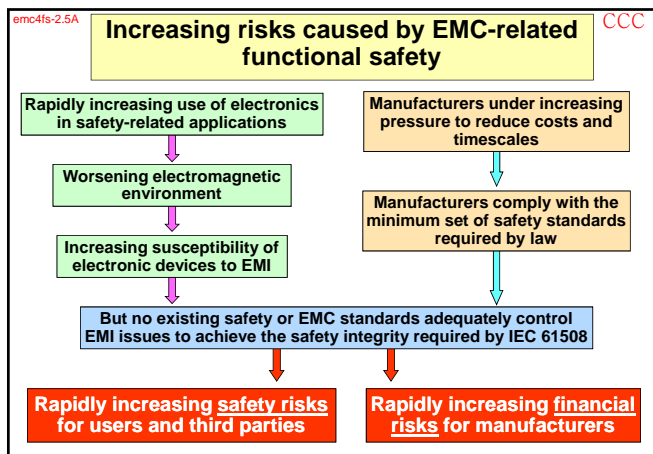 emc4fs-2.5A
Increasing risks caused by EMC-related
functional safety
CCC
Rapidly increasing use of electronics
in safety-related applications
Worsening electromagnetic
environment
Increasing susceptibility of
electronic devices to EMI
Manufacturers under increasing
pressure to reduce costs and
timescales
Manufacturers comply with the
minimum set of safety standards
required by law
But no existing safety or EMC standards adequately control
EMI issues to achieve the safety integrity required by IEC 61508
Rapidly increasing safety risks
for users and third parties
Rapidly increasing financial
risks for manufacturers